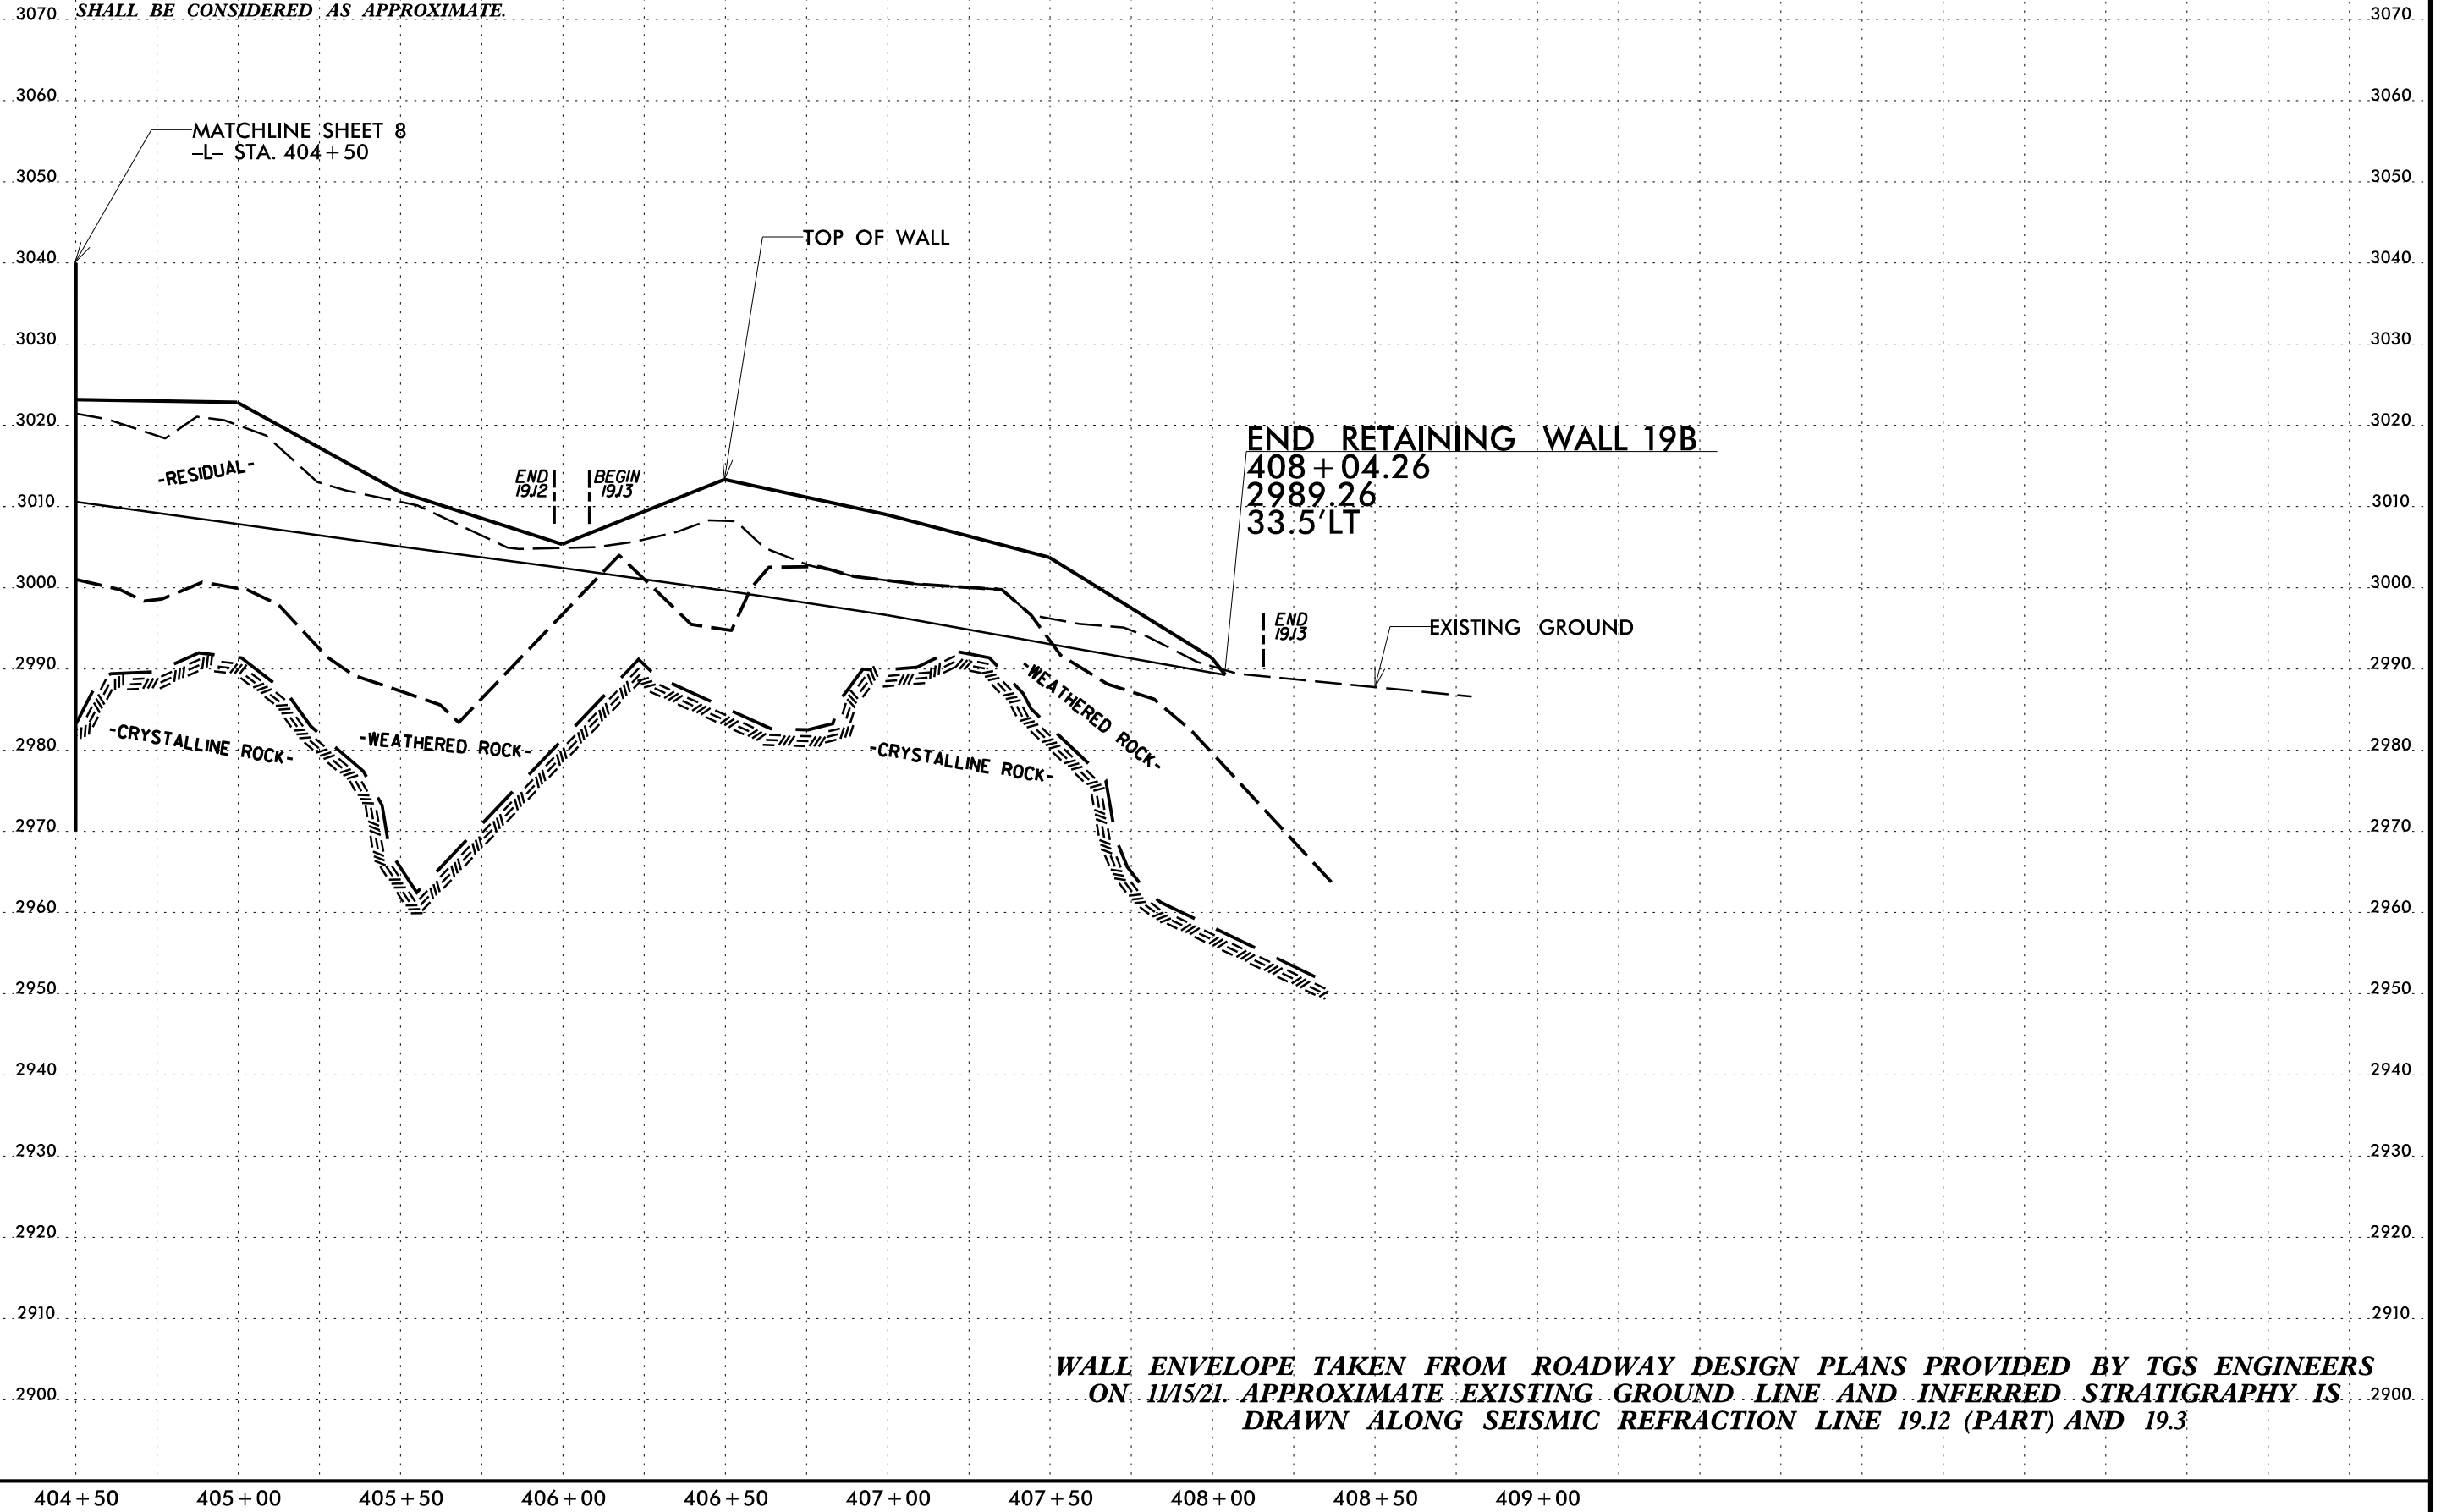 SHALL BE CONSIDERED AS APPROXIMATE.
3070 3070
3060 3060
MATCHLINE SHEET 8
-L- STA. 404+50
3050 3050
TOP OF WALL
3040 3040
3030 3030
3020 3020
END RETAINING WALL 19B
408+04.26
2989.26
33.5'LT
-RESIDUAL-
END
19.12
BEGIN
19.13
3010 3010
3000 3000
END
19.13
EXISTING GROUND
2990 2990
-CRYSTALLINE ROCK-
-WEATHERED ROCK-
-CRYSTALLINE ROCK-
-WEATHERED ROCK-
2980 2980
2970 2970
2960 2960
2950 2950
2940 2940
2930 2930
2920 2920
2910 2910
2900 2900
WALL ENVELOPE TAKEN FROM ROADWAY DESIGN PLANS PROVIDED BY TGS ENGINEERS
ON 11/15/21. APPROXIMATE EXISTING GROUND LINE AND INFERRED STRATIGRAPHY IS
DRAWN ALONG SEISMIC REFRACTION LINE 19.12 (PART) AND 19.3
404+50 405+00 405+50 406+00 406+50 407+00 407+50 408+00 408+50 409+00